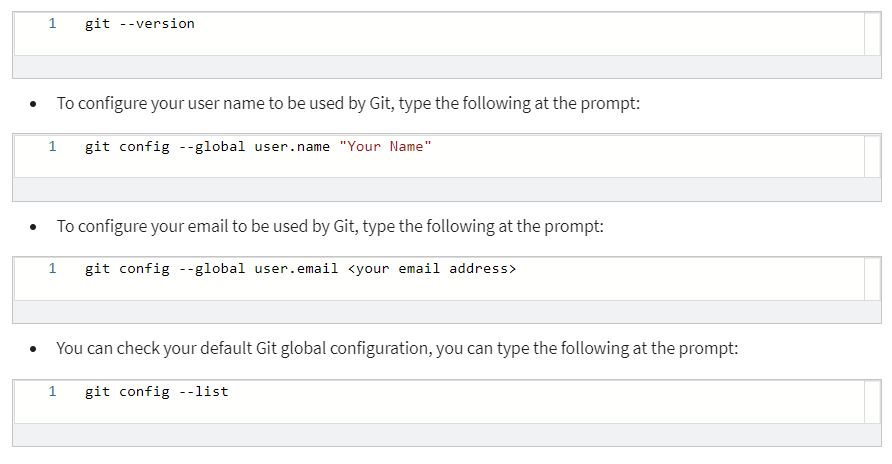 1 git --version
• To configure your user name to be used by Git, type the following at the prompt:
1 git config --global user.name "Your Name"
• To configure your email to be used by Git, type the following at the prompt:
1 git config --global user.email <your email address>
• You can check your default Git global configuration, you can type the following at the prompt:
1 git config --list